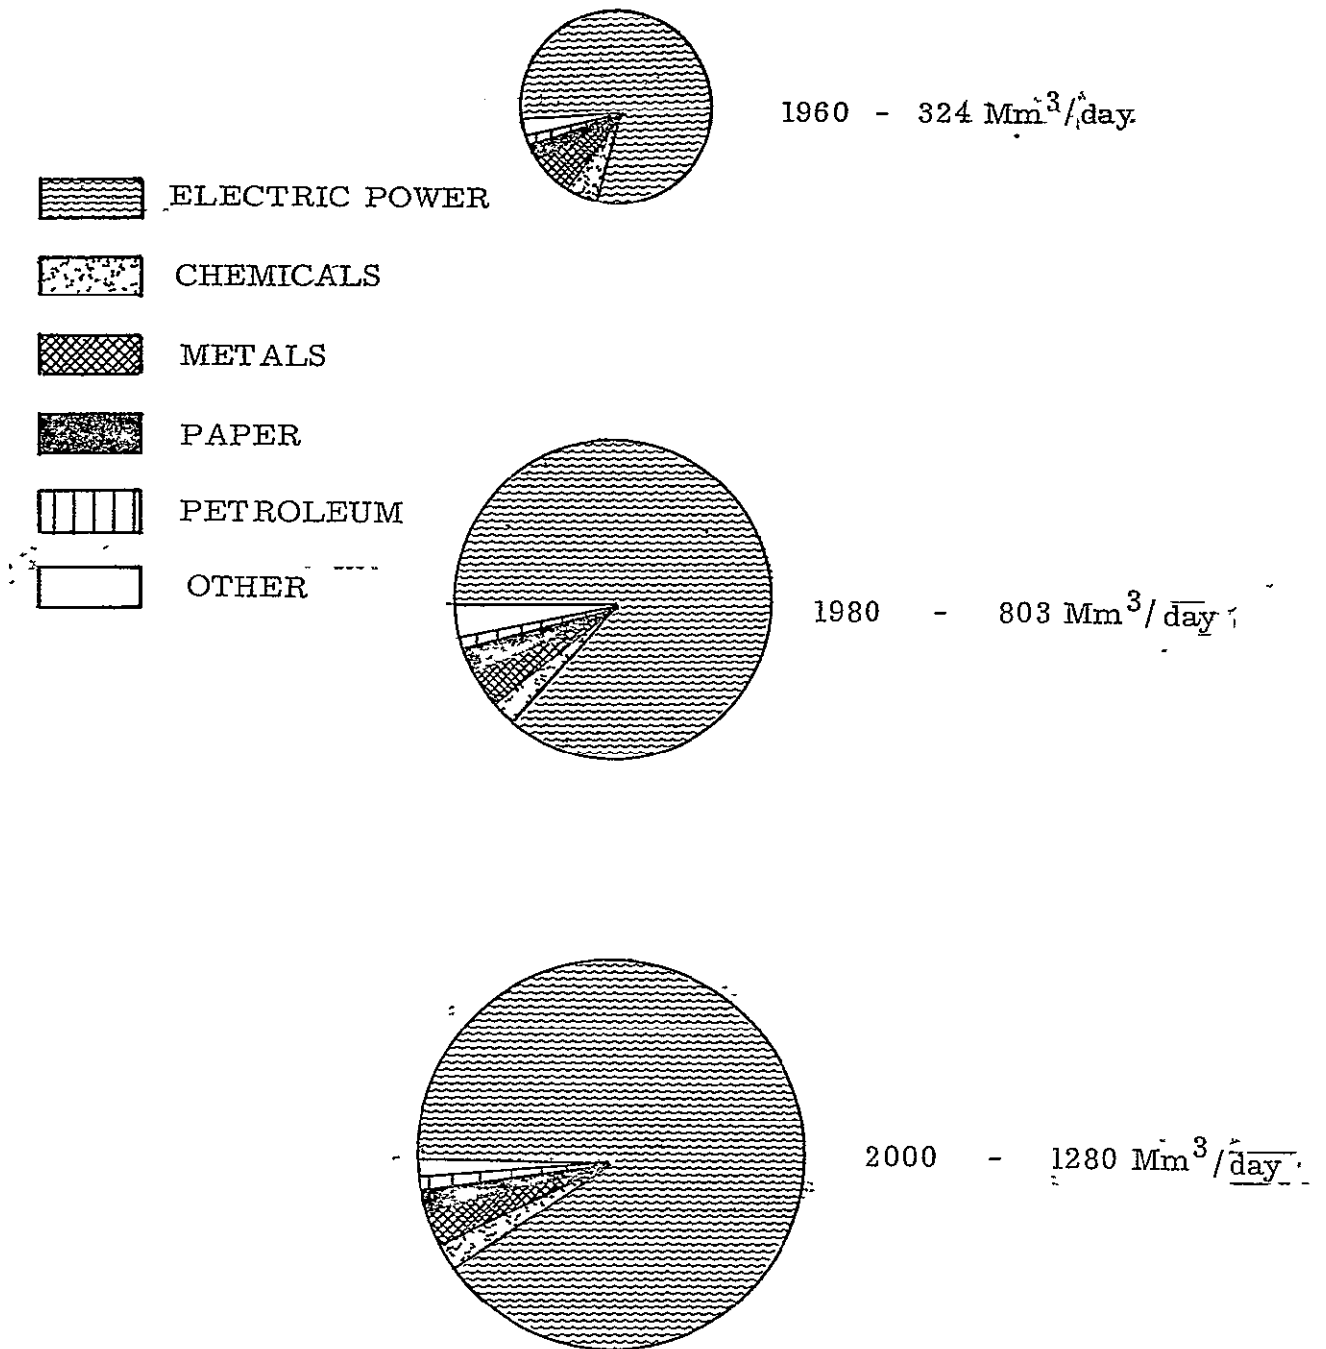 1960 - 324 Mm³/day
ELECTRIC POWER
CHEMICALS
METALS
PAPER
PETROLEUM
OTHER
1980 - 803 Mm³/day
2000 - 1280 Mm³/day